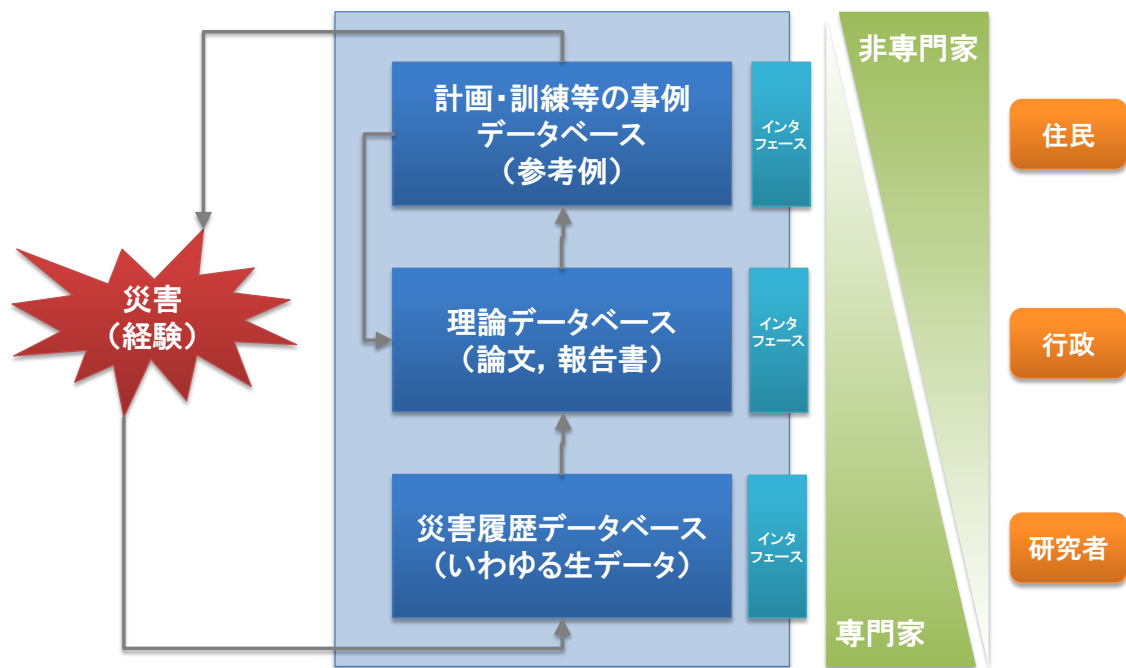 非専門家
計画・訓練等の事例
データベース
（参考例）
インタ
フェース
住民
災害
（経験）
理論データベース
（論文，報告書）
インタ
フェース
行政
災害履歴データベース
（いわゆる生データ）
インタ
フェース
研究者
専門家